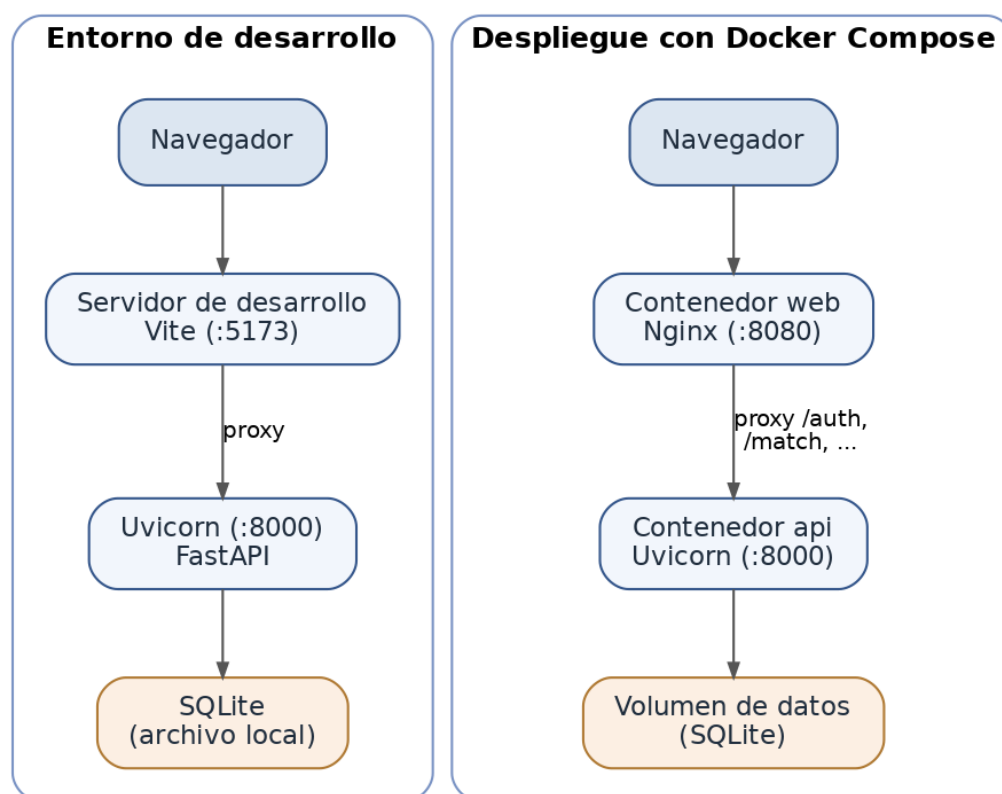 Entorno de desarrollo
Navegador
Servidor de desarrollo
Vite (:5173)
proxy
Uvicorn (:8000)
FastAPI
SQLite
(archivo local)
Despliegue con Docker Compose
Navegador
Contenedor web
Nginx (:8080)
proxy /auth,
/match, ...
Contenedor api
Uvicorn (:8000)
Volumen de datos
(SQLite)